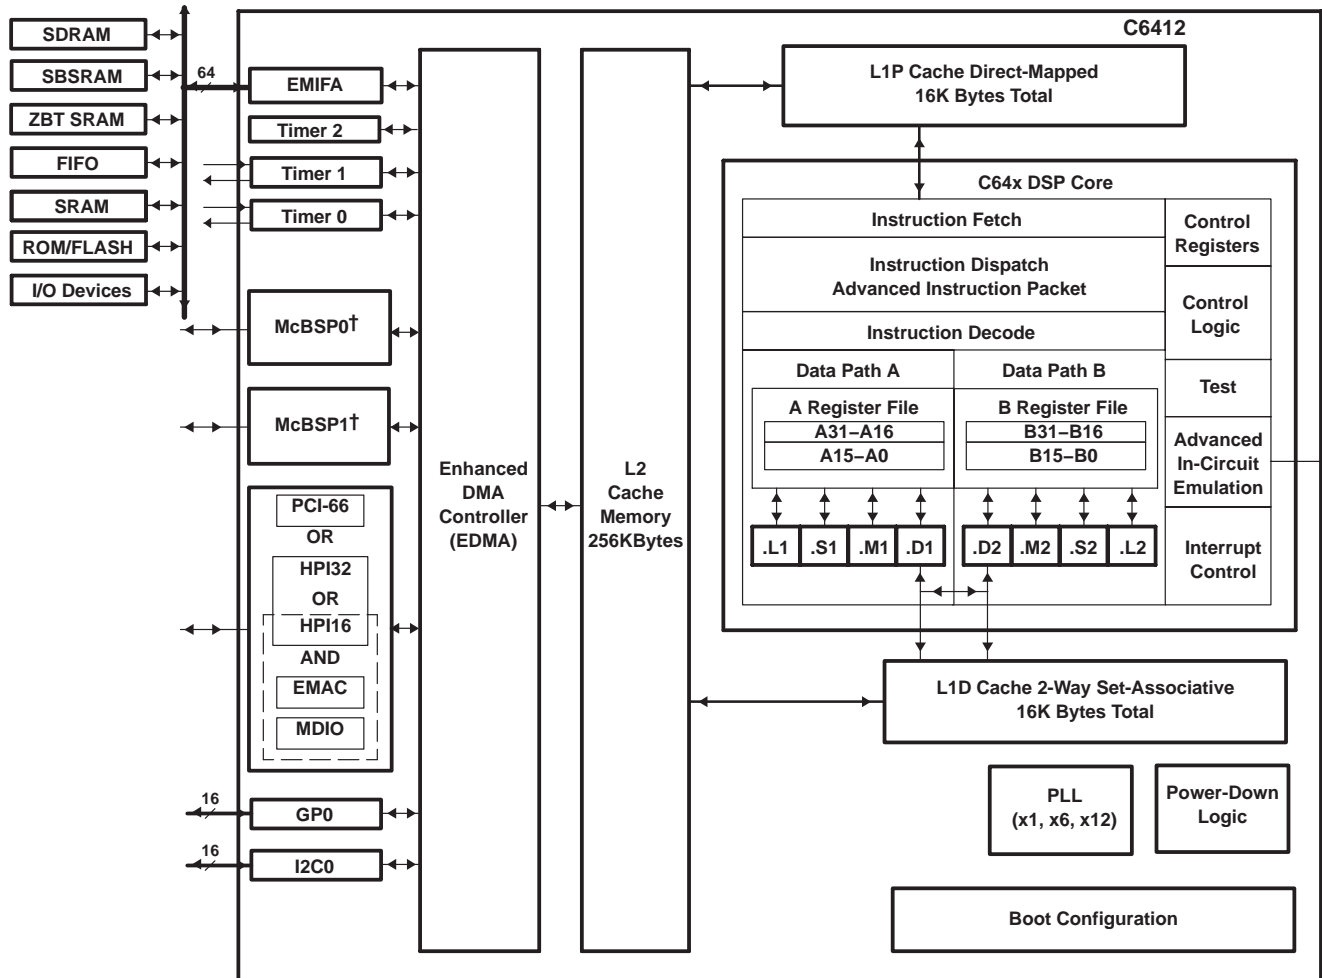 C6412
SDRAM
SBSRAM
ZBT SRAM
FIFO
SRAM
ROM/FLASH
I/O Devices
64
EMIFA
Timer 2
Timer 1
Timer 0
McBSP0†
McBSP1†
PCI-66
OR
HPI32
OR
HPI16
AND
EMAC
MDIO
16
GP0
16
I2C0
Enhanced
DMA
Controller
(EDMA)
L2
Cache
Memory
256KBytes
L1P Cache Direct-Mapped
16K Bytes Total
C64x DSP Core
Instruction Fetch
Instruction Dispatch
Advanced Instruction Packet
Instruction Decode
Data Path A
Data Path B
A Register File
A31–A16
A15–A0
B Register File
B31–B16
B15–B0
.L1
.S1
.M1
.D1
.D2
.M2
.S2
.L2
Control
Registers
Control
Logic
Test
Advanced
In-Circuit
Emulation
Interrupt
Control
L1D Cache 2-Way Set-Associative
16K Bytes Total
PLL
(x1, x6, x12)
Power-Down
Logic
Boot Configuration